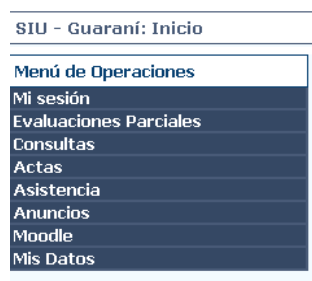 SIU - Guaraní: Inicio
Menú de Operaciones
Mi sesión
Evaluaciones Parciales
Consultas
Actas
Asistencia
Anuncios
Moodle
Mis Datos